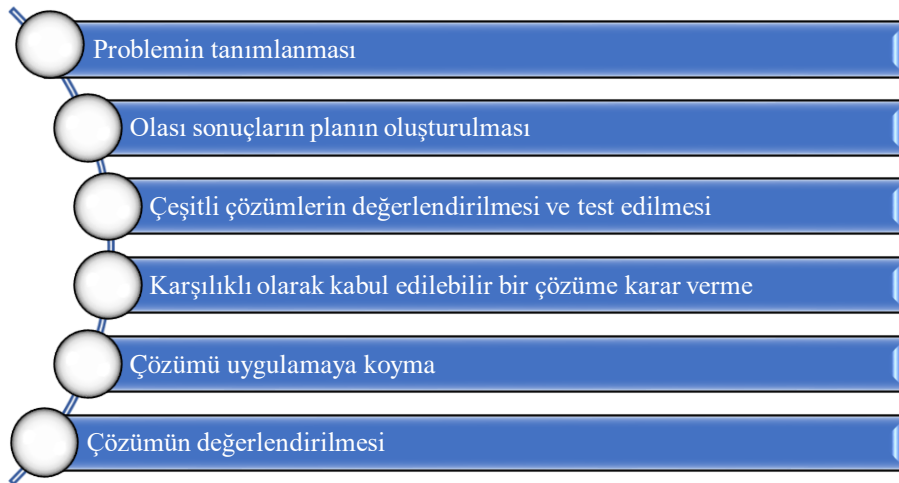 Problemin tanımlanması
Olası sonuçların planın oluşturulması
Çeşitli çözümlerin değerlendirilmesi ve test edilmesi
Karşılıklı olarak kabul edilebilir bir çözüme karar verme
Çözümü uygulamaya koyma
Çözümün değerlendirilmesi